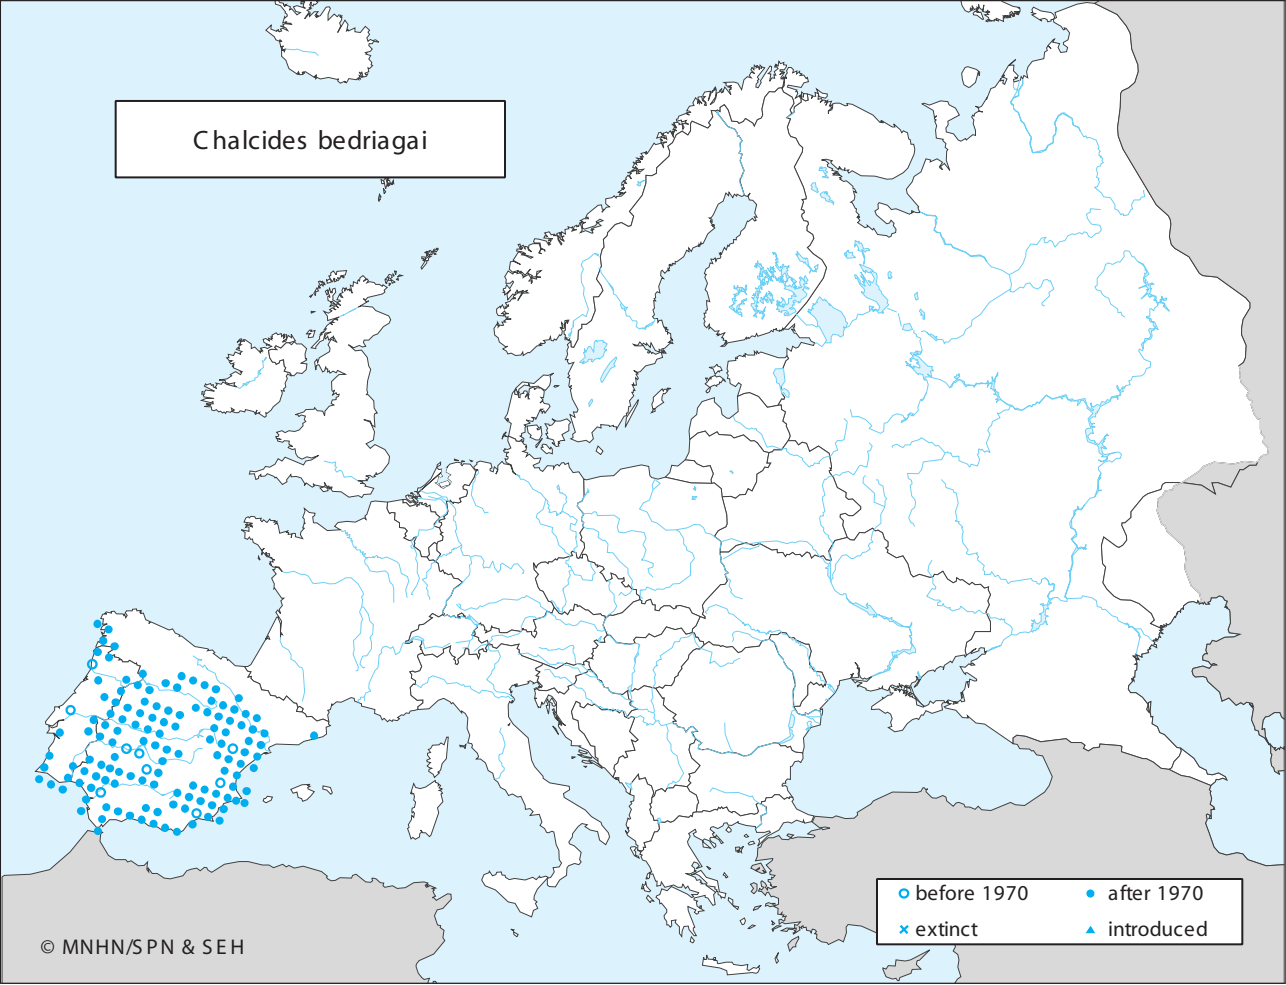 Chalcides bedriagai
before 1970
after 1970
extinct
introduced
© MNHN/SPN & SEH